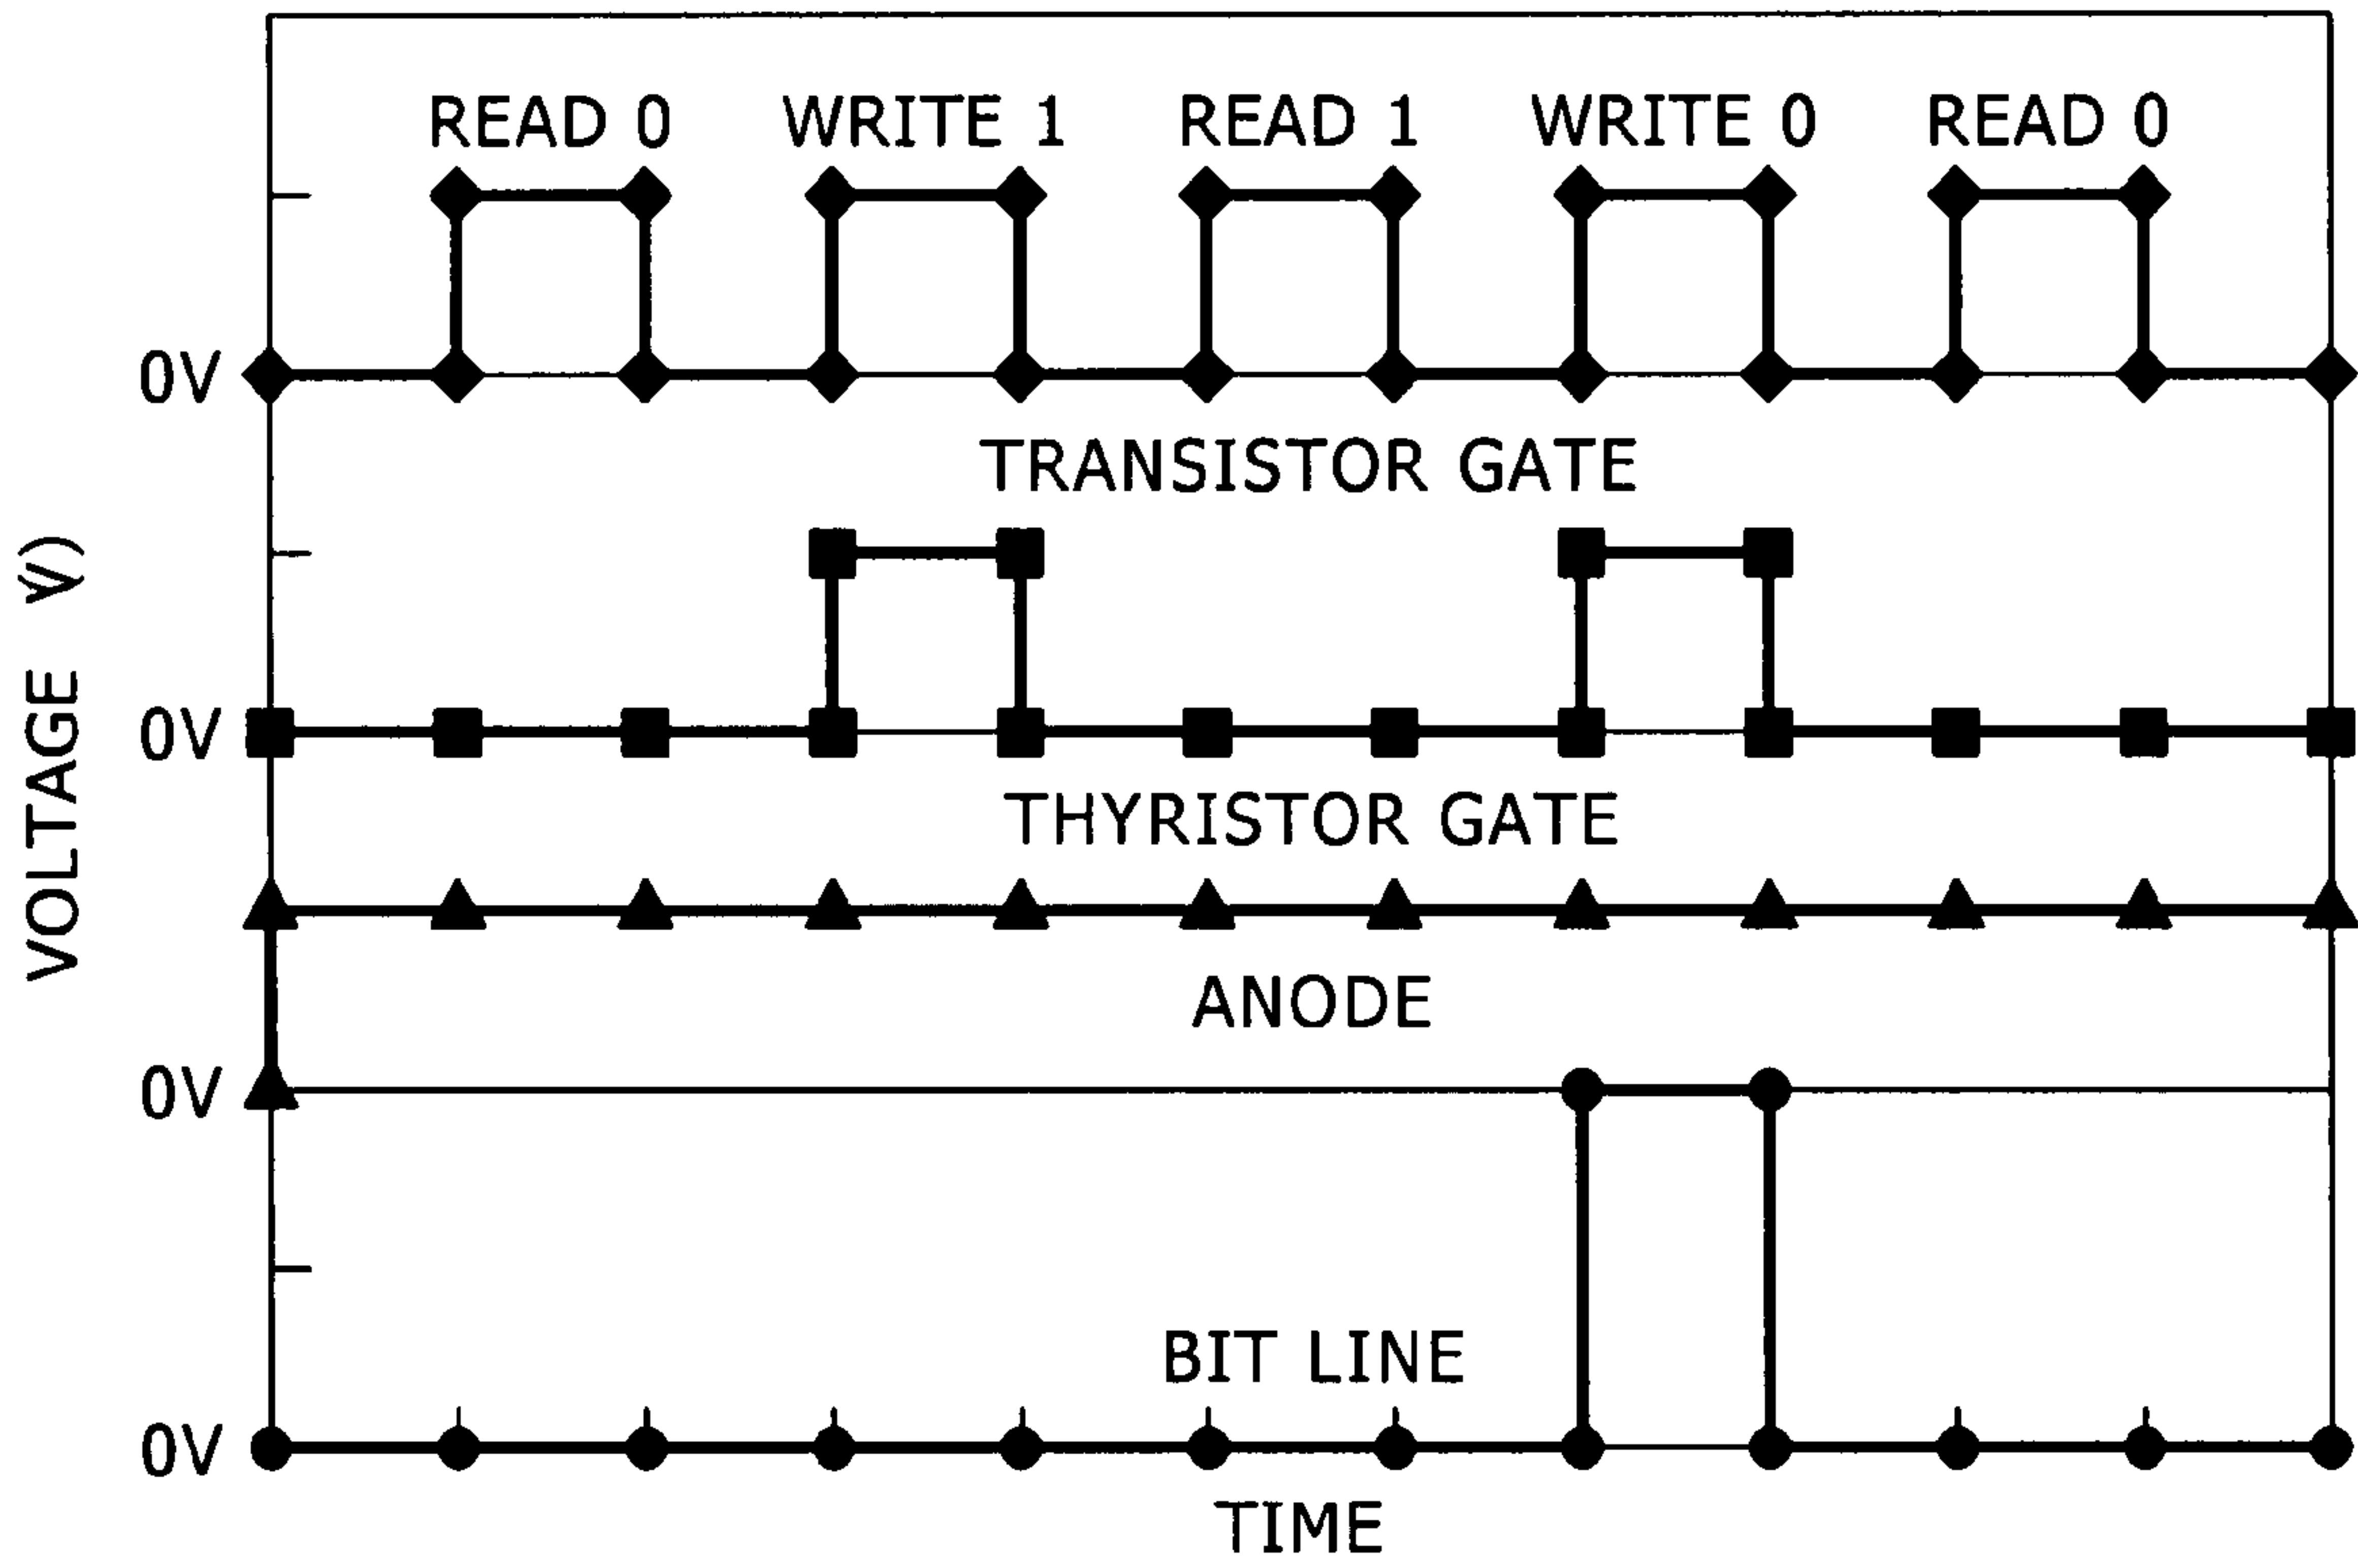 READ 0 WRITE 1 READ 1 WRITE 0 READ 0
0V
TRANSISTOR GATE
0V
THYRISTOR GATE
ANODE
0V
BIT LINE
0V
TIME
VOLTAGE V)